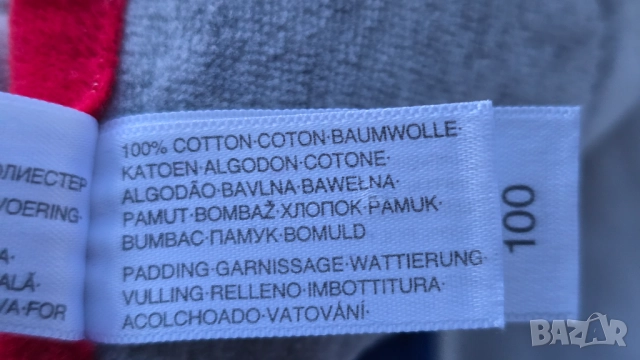 ОЛИЕСТЕР
VOERING
ALĂ
VA·FOR
100% COTTON·COTON·BAUMWOLLE·
KATOEN·ALGODON·COTONE·
ALGODÃO·BAVLNA·BAWEŁNA·
PAMUT·BOMBAŽ·ХЛОПОК·PAMUK·
BUMBAC·ПАМУК·BOMULD
PADDING·GARNISSAGE·WATTIERUNG·
VULLING·RELLENO·IMBOTTITURA·
ACOLCHOADO·VATOVÁNÍ·
100
BAZAR.bg